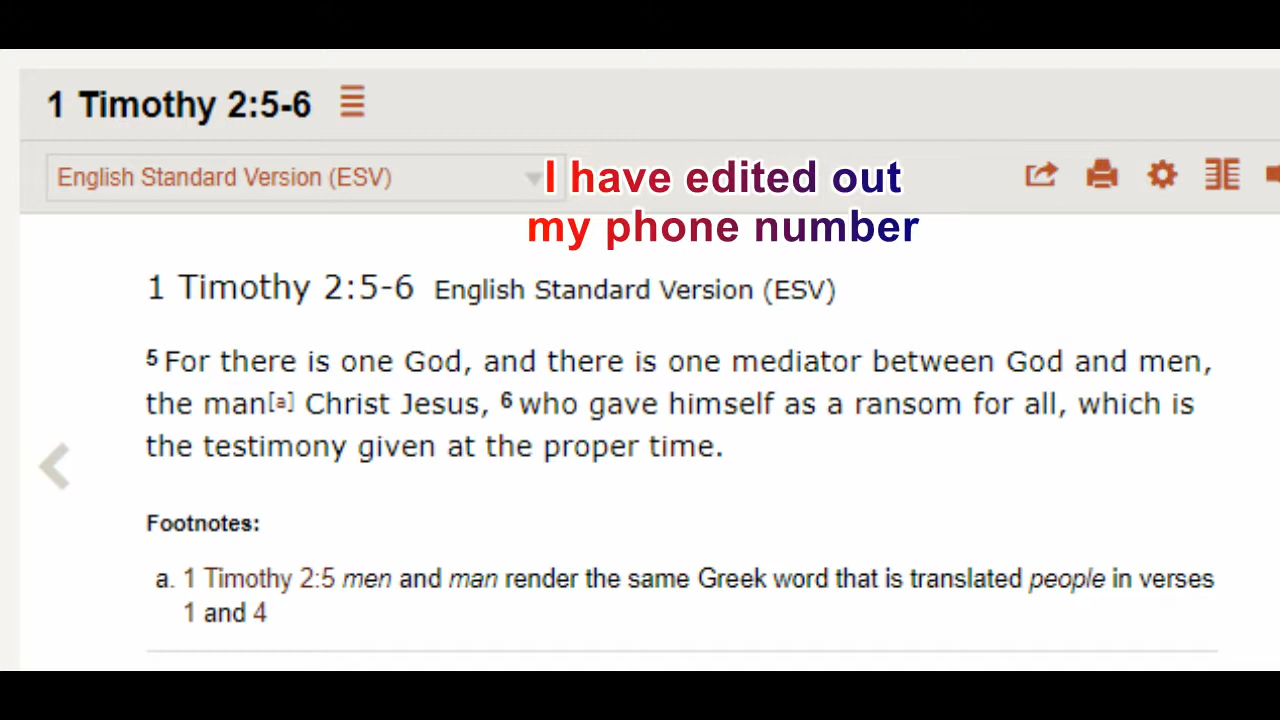 1 Timothy 2:5-6
English Standard Version (ESV)
I have edited out
my phone number
1 Timothy 2:5-6 English Standard Version (ESV)
5 For there is one God, and there is one mediator between God and men,
the man[a] Christ Jesus, 6 who gave himself as a ransom for all, which is
the testimony given at the proper time.
Footnotes:
a. 1 Timothy 2:5 men and man render the same Greek word that is translated people in verses
1 and 4